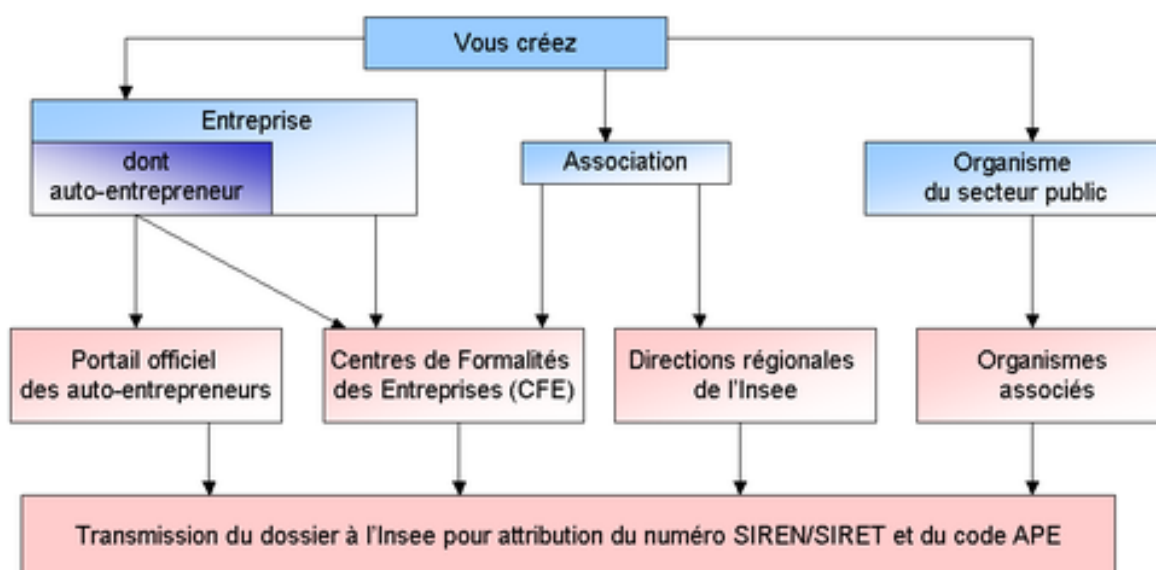 Vous créez
Entreprise
dont
auto-entrepreneur
Association
Organisme
du secteur public
Portail officiel
des auto-entrepreneurs
Centres de Formalités
des Entreprises (CFE)
Directions régionales
de l'Insee
Organismes
associés
Transmission du dossier à l'Insee pour attribution du numéro SIREN/SIRET et du code APE